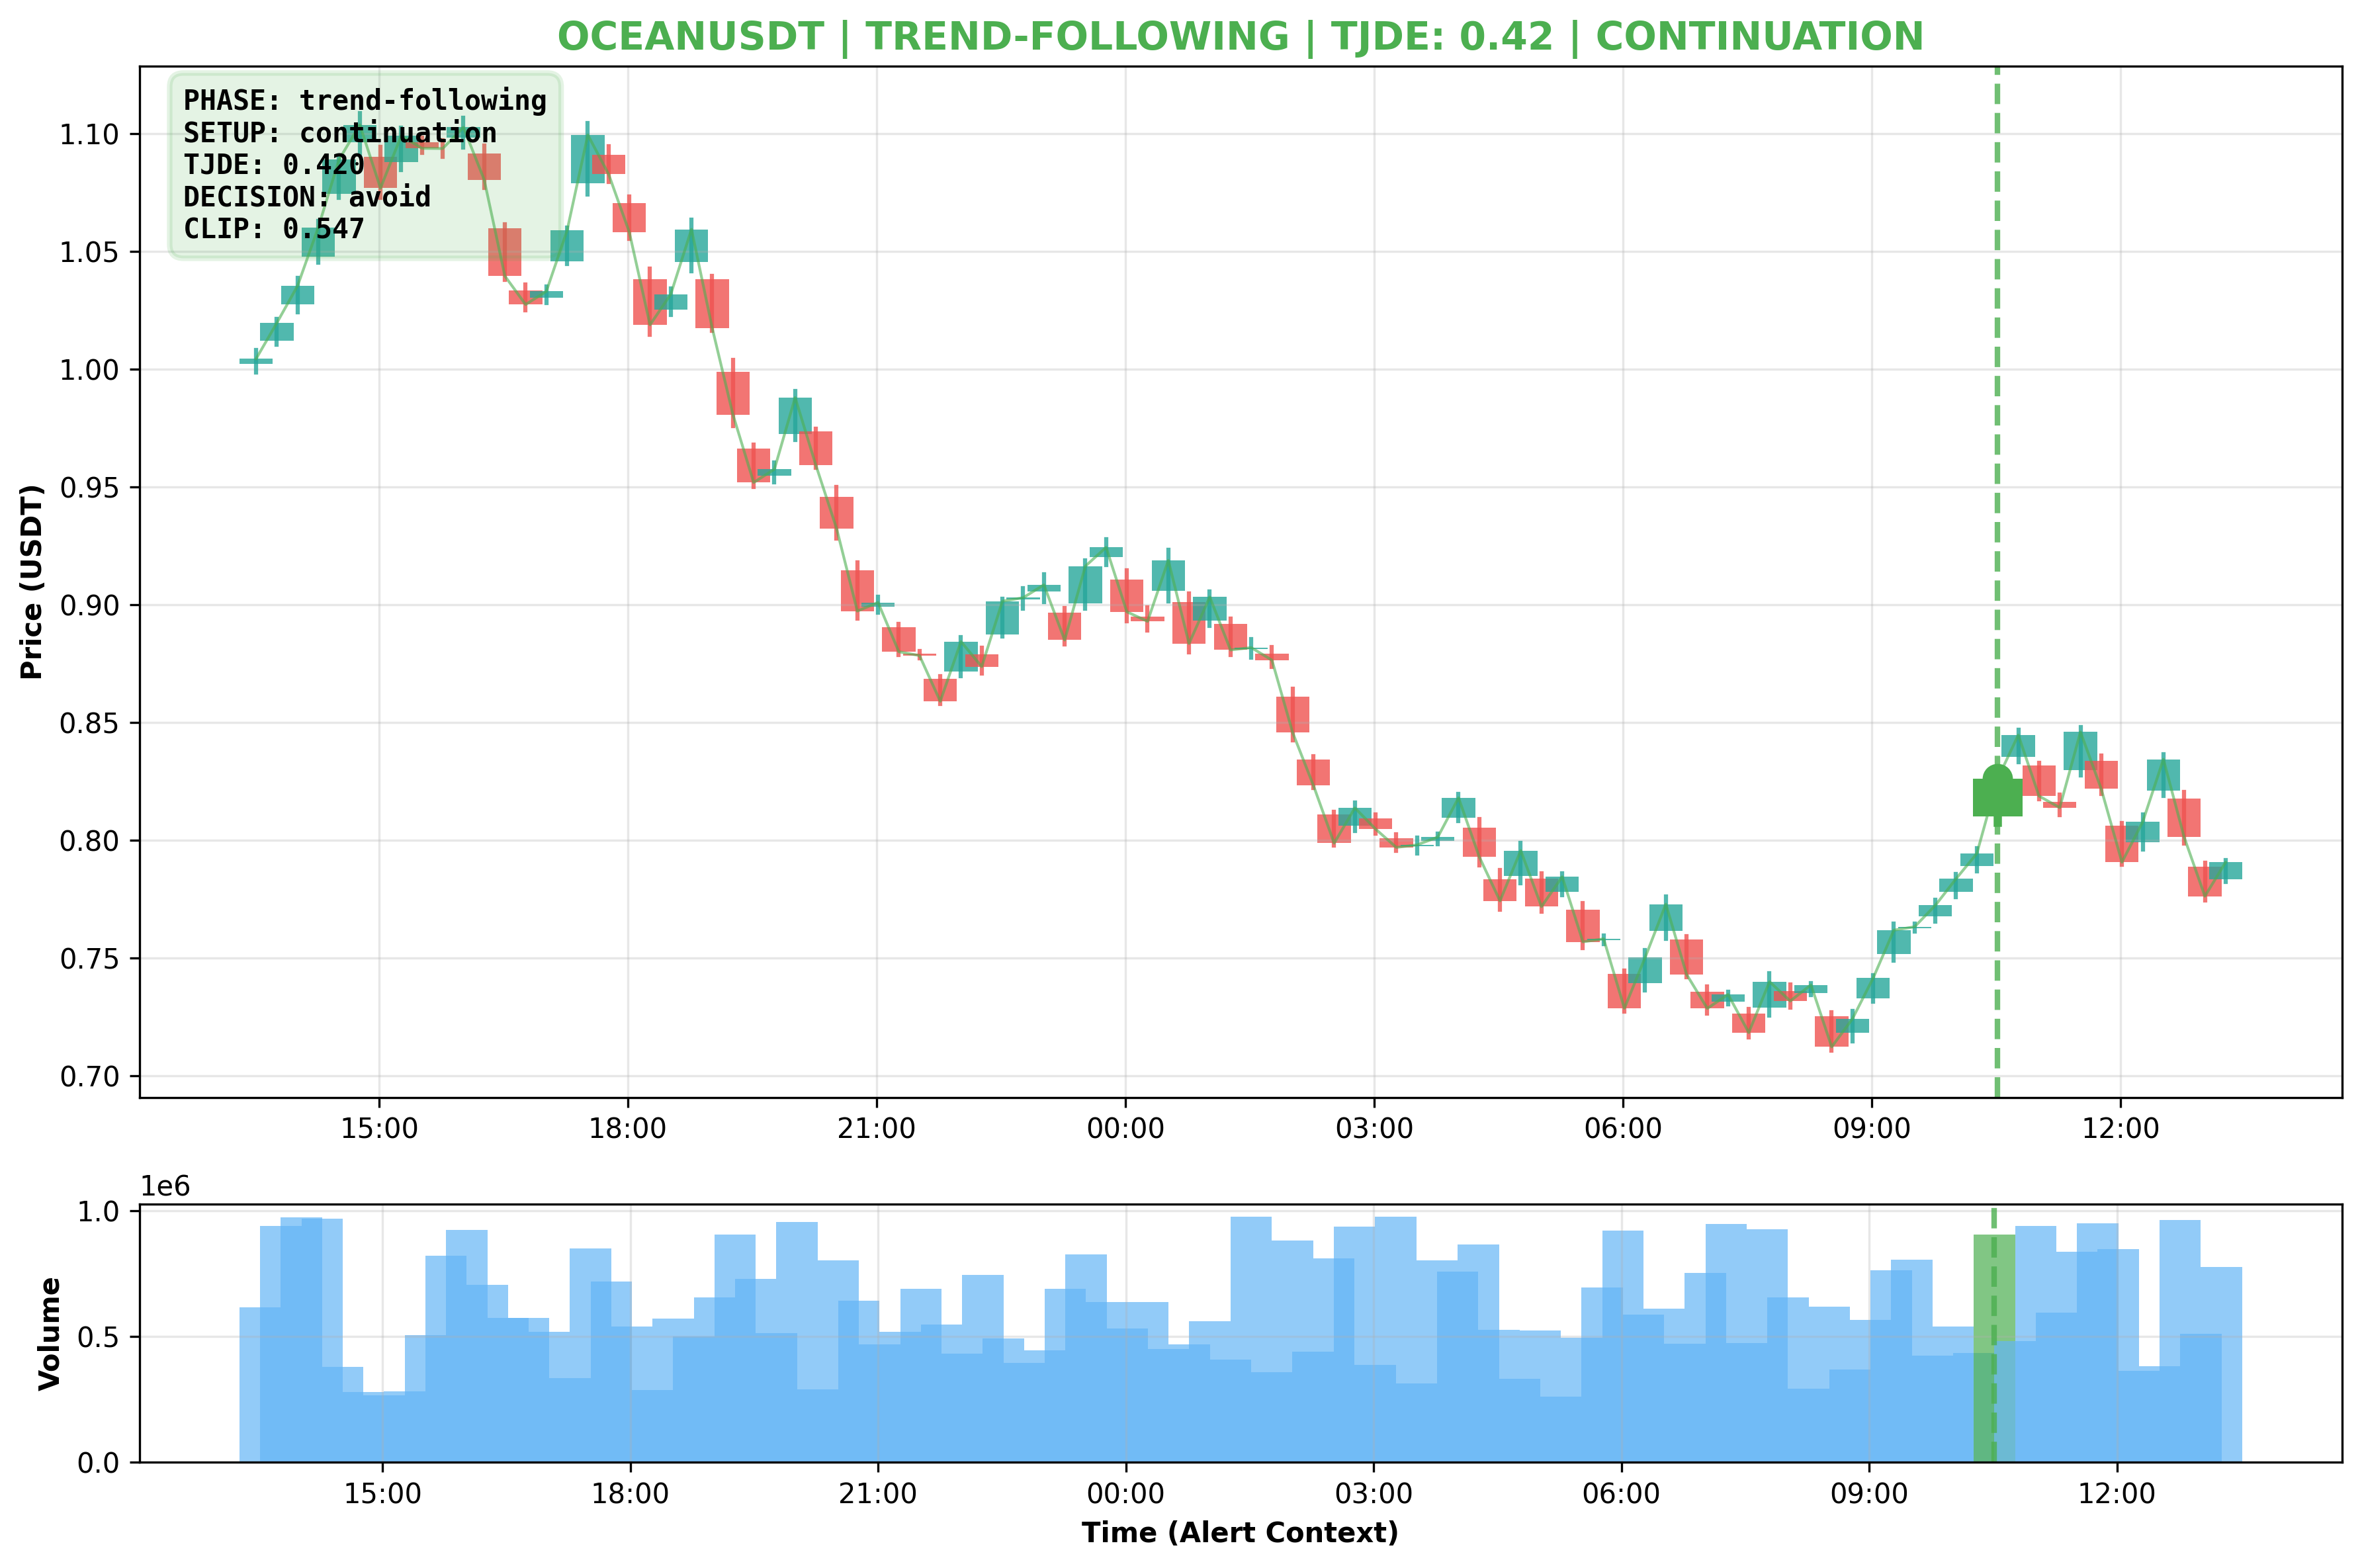 OCEANUSDT | TREND-FOLLOWING | TJDE: 0.42 | CONTINUATION
PHASE: trend-following
SETUP: continuation
TJDE: 0.420
DECISION: avoid
CLIP: 0.547
Price (USDT)
1.10
1.05
1.00
0.95
0.90
0.85
0.80
0.75
0.70
15:00 18:00 21:00 00:00 03:00 06:00 09:00 12:00
1e6
Volume
1.0
0.5
0.0
15:00 18:00 21:00 00:00 03:00 06:00 09:00 12:00
Time (Alert Context)